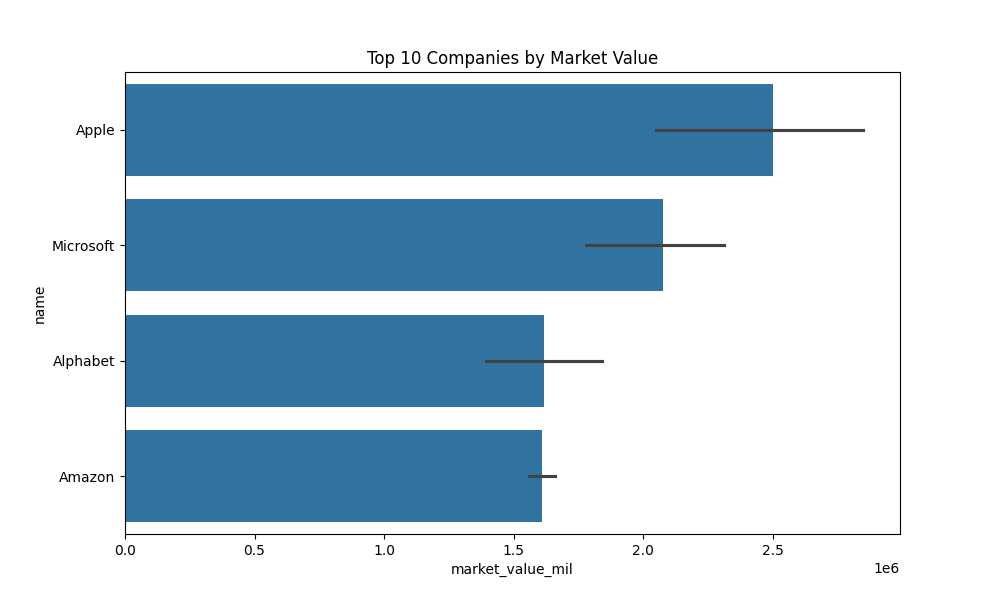 Top 10 Companies by Market Value
Apple
Microsoft
Alphabet
Amazon
name
0.0 0.5 1.0 1.5 2.0 2.5
market_value_mil
1e6